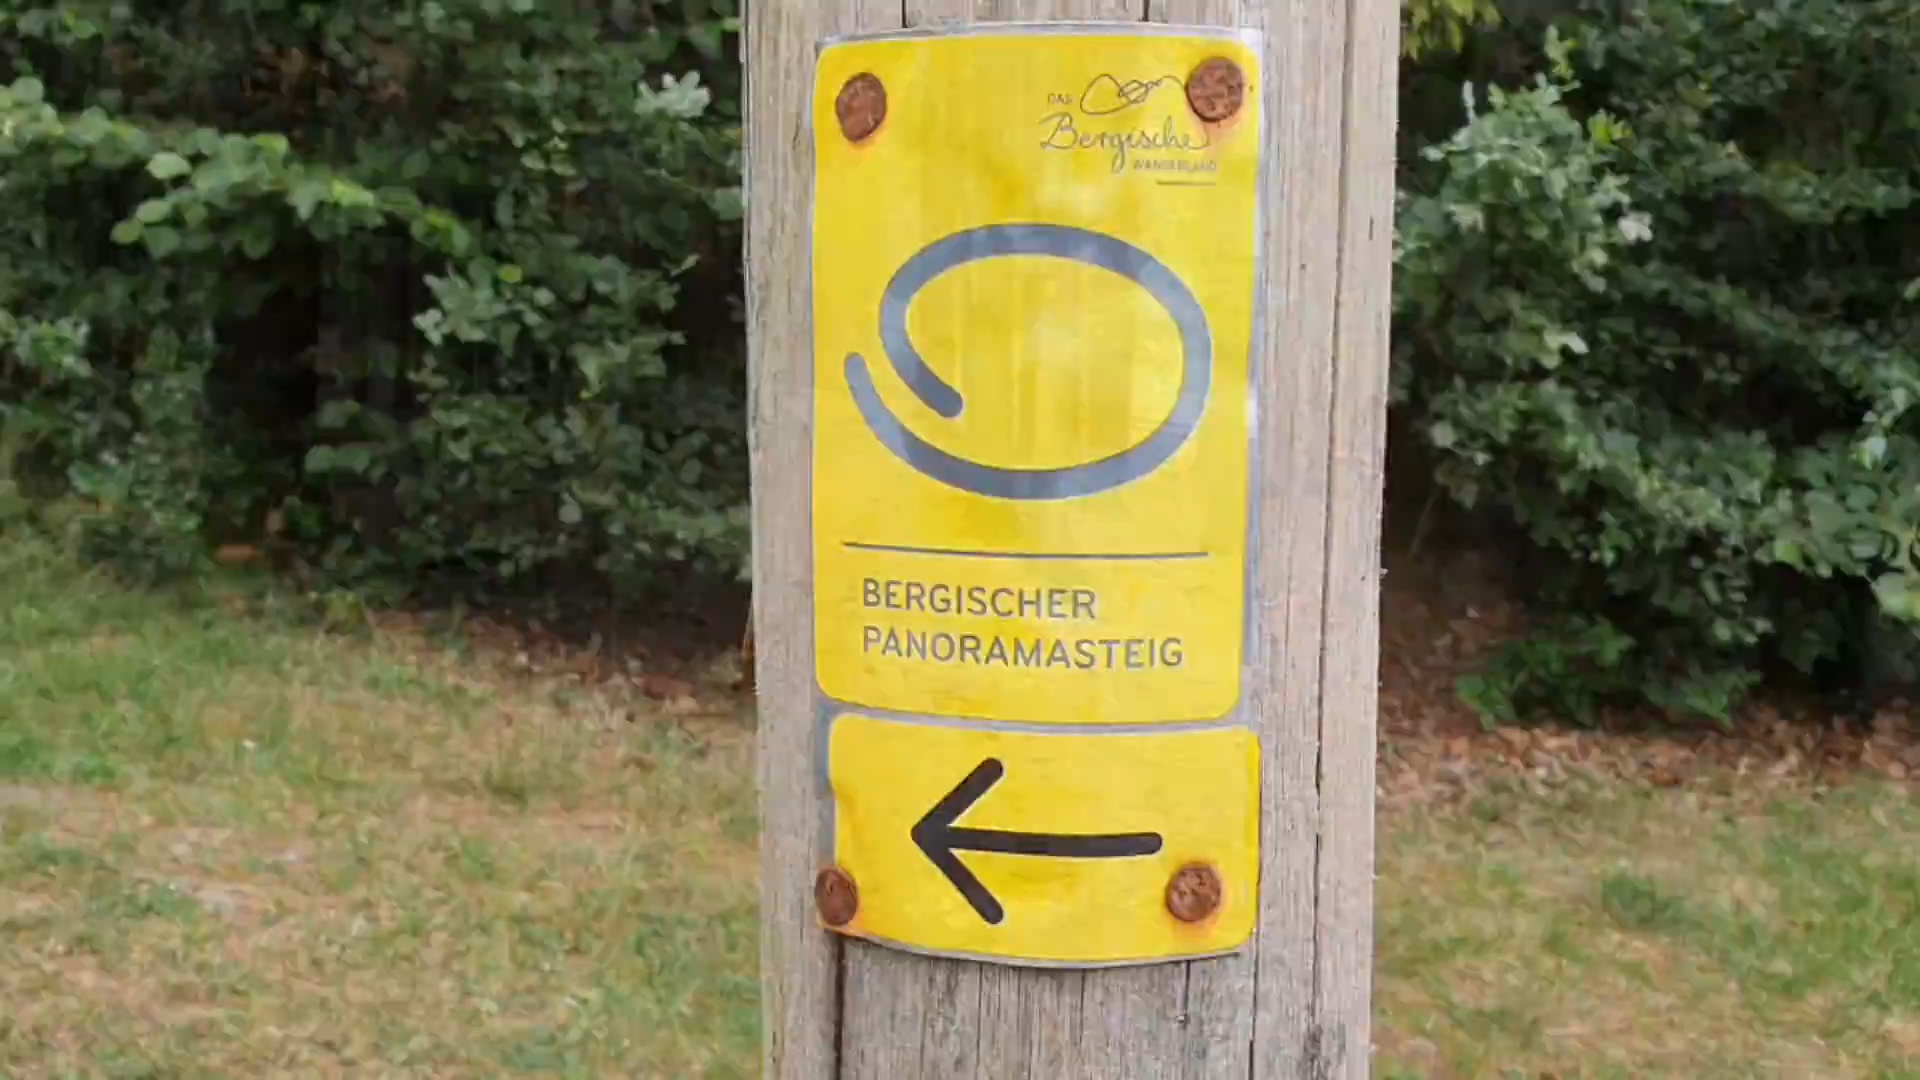 DAS
Bergische
WANDERLAND
BERGISCHER
PANORAMASTEIG